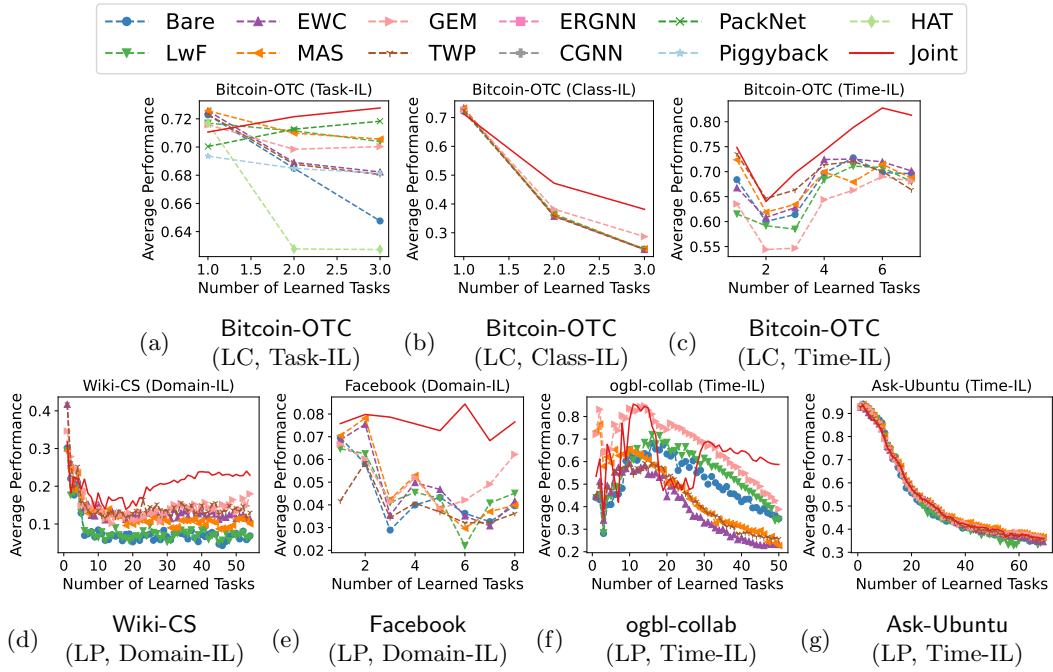 Bare EWC GEM ERGNN PackNet HAT
LwF MAS TWP CGNN Piggyback Joint
Bitcoin-OTC (Task-IL)
Average Performance
0.72
0.70
0.68
0.66
0.64
1.0 1.5 2.0 2.5 3.0
Number of Learned Tasks
(a) Bitcoin-OTC
(LC, Task-IL)
Bitcoin-OTC (Class-IL)
Average Performance
0.7
0.6
0.5
0.4
0.3
1.0 1.5 2.0 2.5 3.0
Number of Learned Tasks
(b) Bitcoin-OTC
(LC, Class-IL)
Bitcoin-OTC (Time-IL)
Average Performance
0.80
0.75
0.70
0.65
0.60
0.55
2 4 6
Number of Learned Tasks
(c) Bitcoin-OTC
(LC, Time-IL)
Wiki-CS (Domain-IL)
Average Performance
0.4
0.3
0.2
0.1
0 10 20 30 40 50
Number of Learned Tasks
(d) Wiki-CS
(LP, Domain-IL)
Facebook (Domain-IL)
Average Performance
0.08
0.07
0.06
0.05
0.04
0.03
0.02
2 4 6 8
Number of Learned Tasks
(e) Facebook
(LP, Domain-IL)
ogbl-collab (Time-IL)
Average Performance
0.8
0.7
0.6
0.5
0.4
0.3
0.2
0 10 20 30 40 50
Number of Learned Tasks
(f) ogbl-collab
(LP, Time-IL)
Ask-Ubuntu (Time-IL)
Average Performance
0.9
0.8
0.7
0.6
0.5
0.4
0.3
0 20 40 60
Number of Learned Tasks
(g) Ask-Ubuntu
(LP, Time-IL)